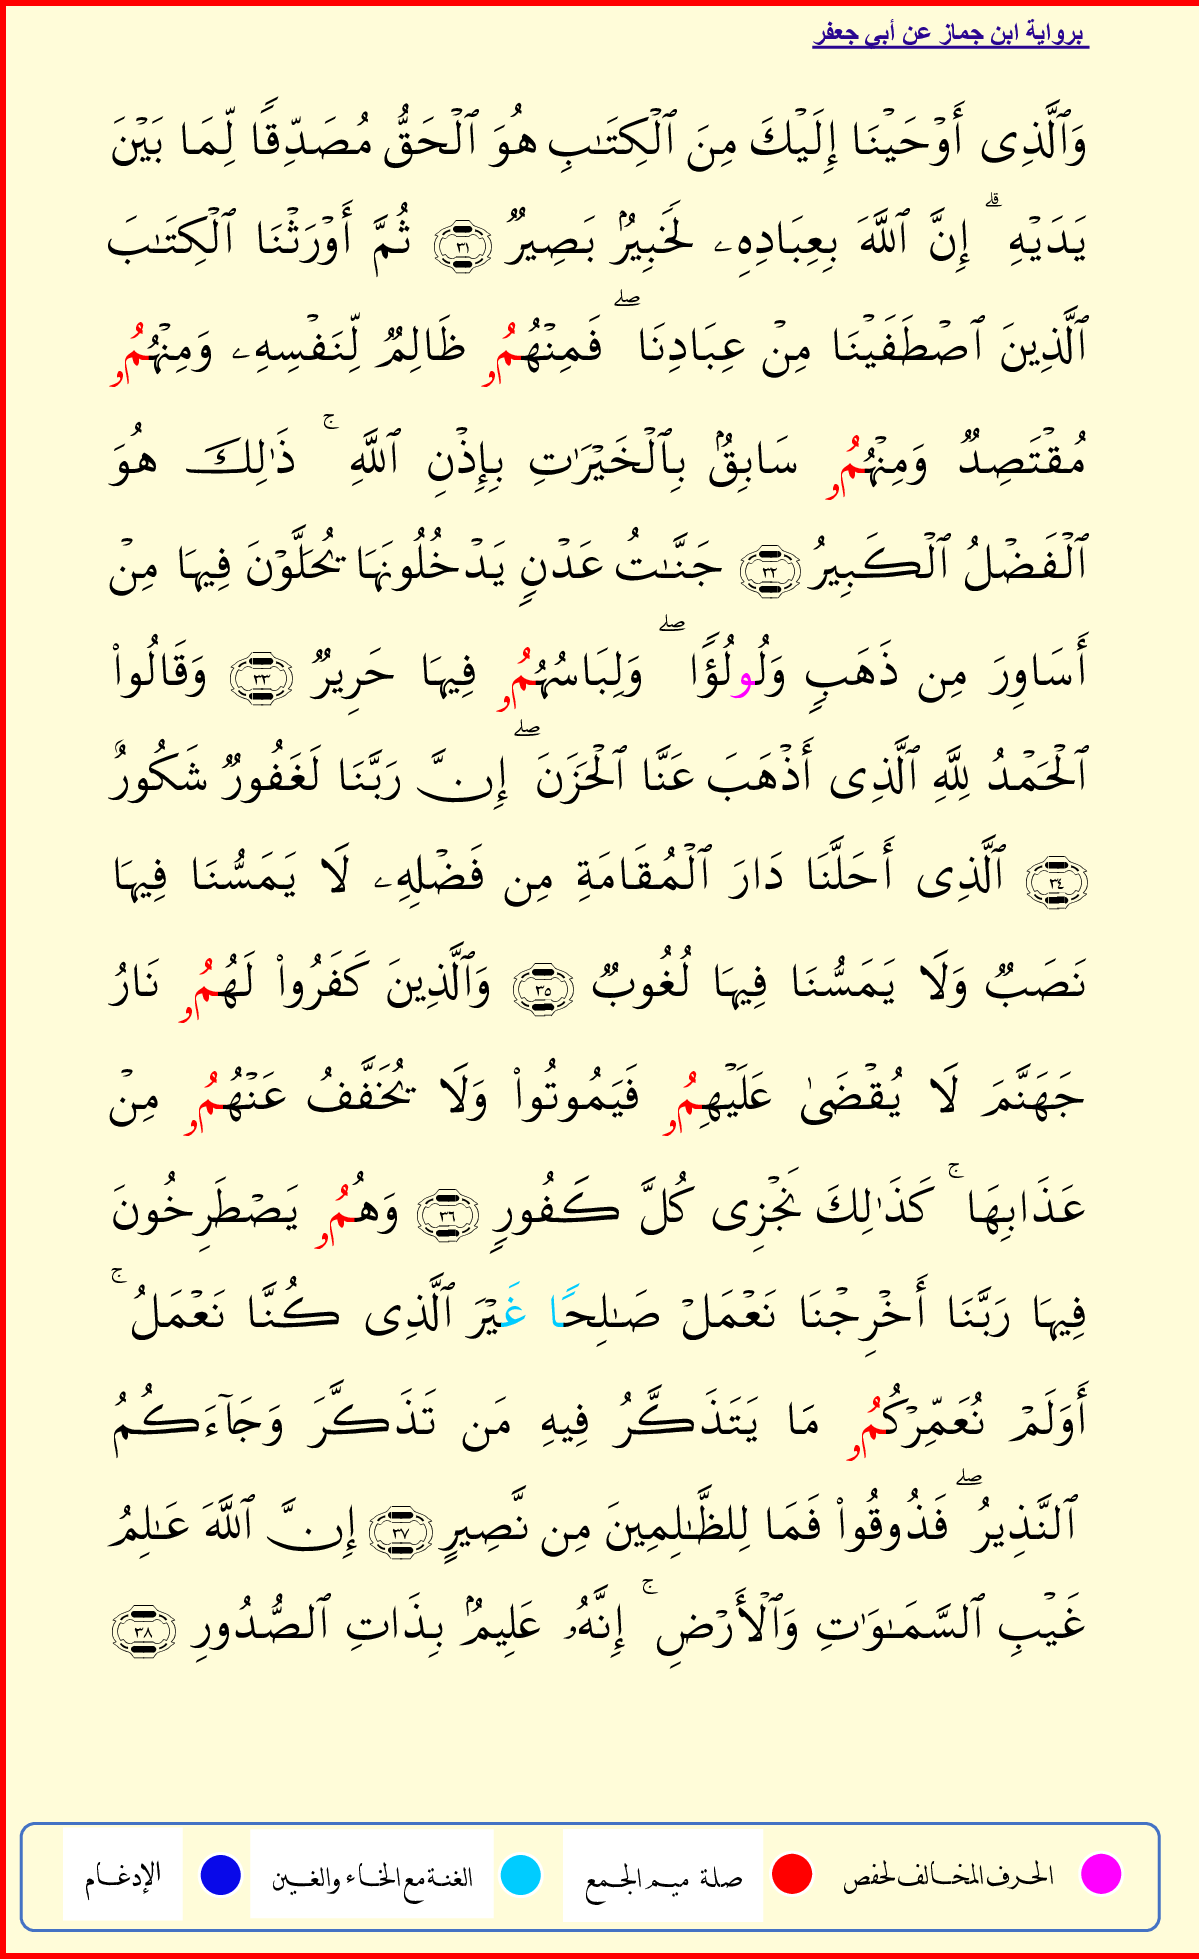 برواية ابن جماز عن أبي جعفر
وَٱلَّذِى أَوۡحَيۡنَا إِلَيۡكَ مِنَ ٱلۡكِتَـٰبِ هُوَ ٱلۡحَقُّ مُصَدِّقًا لِّمَا بَيۡنَ
يَدَيۡهِ ۗ إِنَّ ٱللَّهَ بِعِبَادِهِۦ لَخَبِيرُۢ بَصِيرٌ ٣١ ثُمَّ أَوۡرَثۡنَا ٱلۡكِتَـٰبَ
ٱلَّذِينَ ٱصۡطَفَيۡنَا مِنۡ عِبَادِنَا ۖ فَمِنۡهُمُۥ ظَالِمٌ لِّنَفۡسِهِۦ وَمِنۡهُمُۥ
مُقۡتَصِدٌ وَمِنۡهُمُۥ سَابِقُۢ بِٱلۡخَيۡرَٰتِ بِإِذۡنِ ٱللَّهِ ۚ ذَٰلِكَ هُوَ
ٱلۡفَضۡلُ ٱلۡكَبِيرُ ٣٢ جَنَّـٰتُ عَدۡنٍ يَدۡخُلُونَهَا يُحَلَّوۡنَ فِيهَا مِنۡ
أَسَاوِرَ مِن ذَهَبٍ وَلُولُؤًا ۖ وَلِبَاسُهُمُۥ فِيهَا حَرِيرٌ ٣٣ وَقَالُواْ
ٱلۡحَمۡدُ لِلَّهِ ٱلَّذِى أَذۡهَبَ عَنَّا ٱلۡحَزَنَ ۖ إِنَّ رَبَّنَا لَغَفُورٌ شَكُورٌ
٣٤ ٱلَّذِى أَحَلَّنَا دَارَ ٱلۡمُقَامَةِ مِن فَضۡلِهِۦ لَا يَمَسُّنَا فِيهَا
نَصَبٌ وَلَا يَمَسُّنَا فِيهَا لُغُوبٌ ٣٥ وَٱلَّذِينَ كَفَرُواْ لَهُمُۥ نَارُ
جَهَنَّمَ لَا يُقۡضَىٰ عَلَيۡهِمُۥ فَيَمُوتُواْ وَلَا يُخَفَّفُ عَنۡهُمُۥ مِنۡ
عَذَابِهَا ۚ كَذَٰلِكَ نَجۡزِى كُلَّ كَفُورٍ ٣٦ وَهُمُۥ يَصۡطَرِخُونَ
فِيهَا رَبَّنَا أَخۡرِجۡنَا نَعۡمَلۡ صَـٰلِحًا غَيۡرَ ٱلَّذِى كُنَّا نَعۡمَلُ ۚ
أَوَلَمۡ نُعَمِّرۡكُمُۥ مَا يَتَذَكَّرُ فِيهِ مَن تَذَكَّرَ وَجَآءَكُمُ
ٱلنَّذِيرُ ۖ فَذُوقُواْ فَمَا لِلظَّـٰلِمِينَ مِن نَّصِيرٍ ٣٧ إِنَّ ٱللَّهَ عَـٰلِمُ
غَيۡبِ ٱلسَّمَـٰوَٰتِ وَٱلۡأَرۡضِ ۚ إِنَّهُۥ عَلِيمُۢ بِذَاتِ ٱلصُّدُورِ ٣٨
الحرف المخالف لحفص صلة ميم الجمع الغنة مع الخاء والغين الإدغام